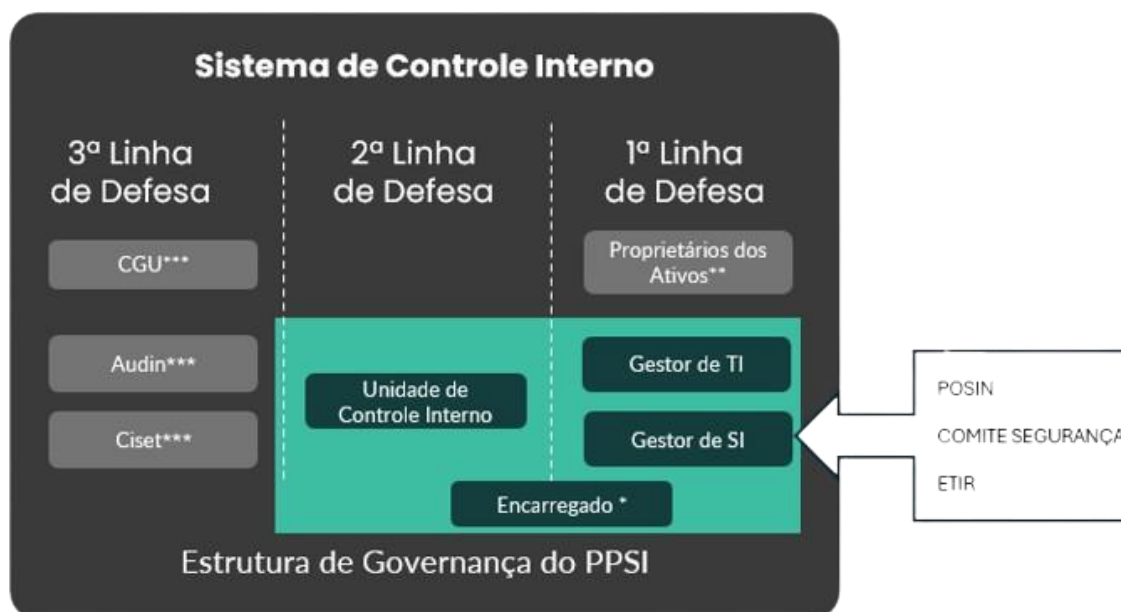 Sistema de Controle Interno
3ª Linha
de Defesa
2ª Linha
de Defesa
1ª Linha
de Defesa
CGU***
Proprietários dos
Ativos**
Audin***
Unidade de
Controle Interno
Gestor de TI
Ciset***
Gestor de SI
Encarregado *
Estrutura de Governança do PPSI
POSIN
COMITE SEGURANÇA
ETIR